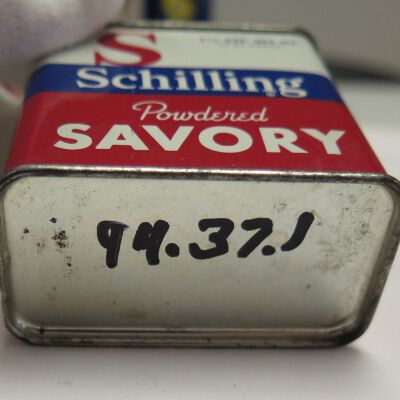 S
Schilling
Powdered
SAVORY
94.37.1